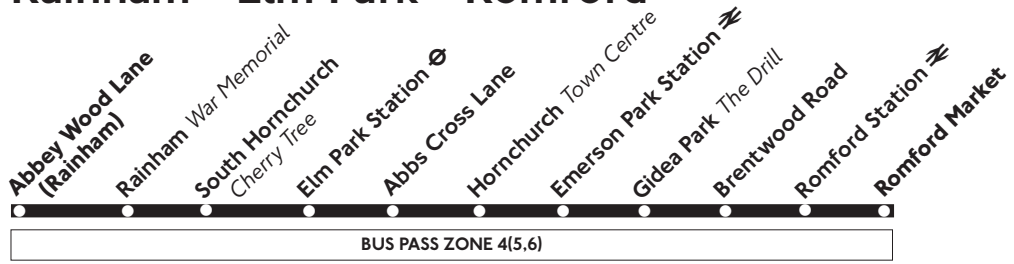 Rainham – Elm Park – Romford
Abbey Wood Lane
(Rainham)
Rainham War Memorial
South Hornchurch
Cherry Tree
Elm Park Station
Abbs Cross Lane
Hornchurch Town Centre
Emerson Park Station
Gidea Park The Drill
Brentwood Road
Romford Station
Romford Market
BUS PASS ZONE 4(5,6)